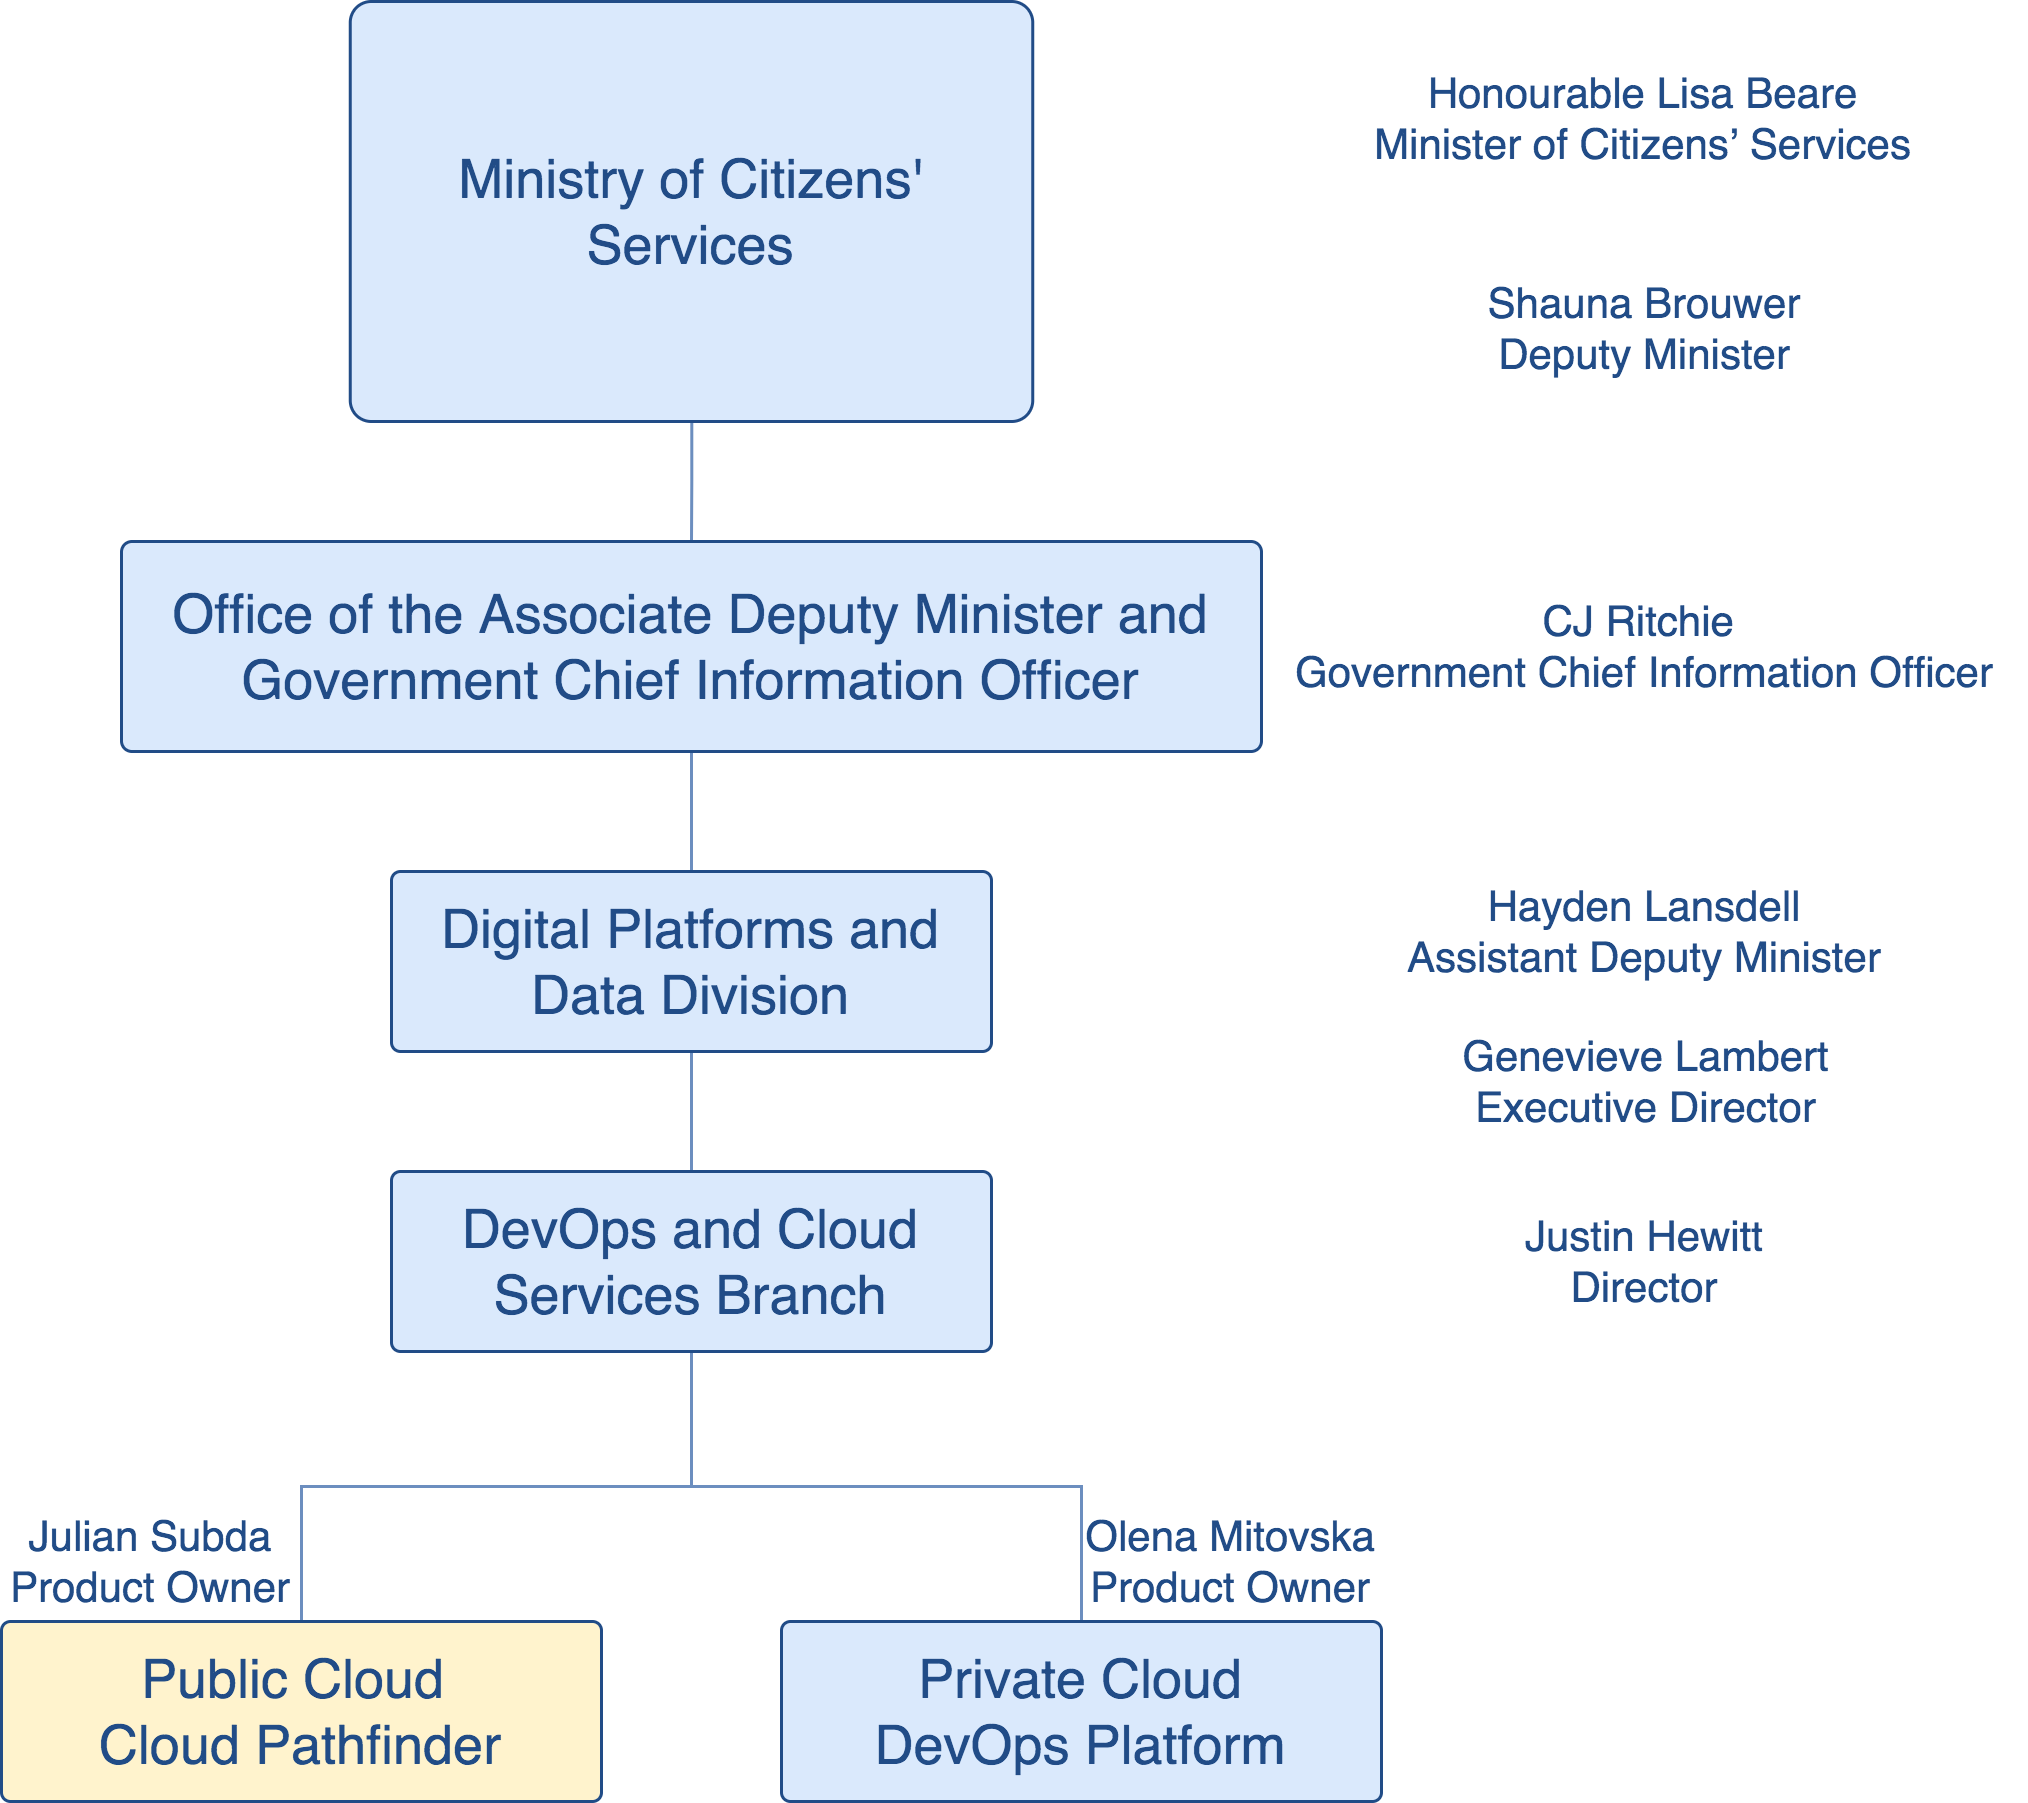 Ministry of Citizens'
Services
Honourable Lisa Beare
Minister of Citizens’ Services
Shauna Brouwer
Deputy Minister
Office of the Associate Deputy Minister and
Government Chief Information Officer
CJ Ritchie
Government Chief Information Officer
Digital Platforms and
Data Division
Hayden Lansdell
Assistant Deputy Minister
Genevieve Lambert
Executive Director
DevOps and Cloud
Services Branch
Justin Hewitt
Director
Julian Subda
Product Owner
Olena Mitovska
Product Owner
Public Cloud
Cloud Pathfinder
Private Cloud
DevOps Platform